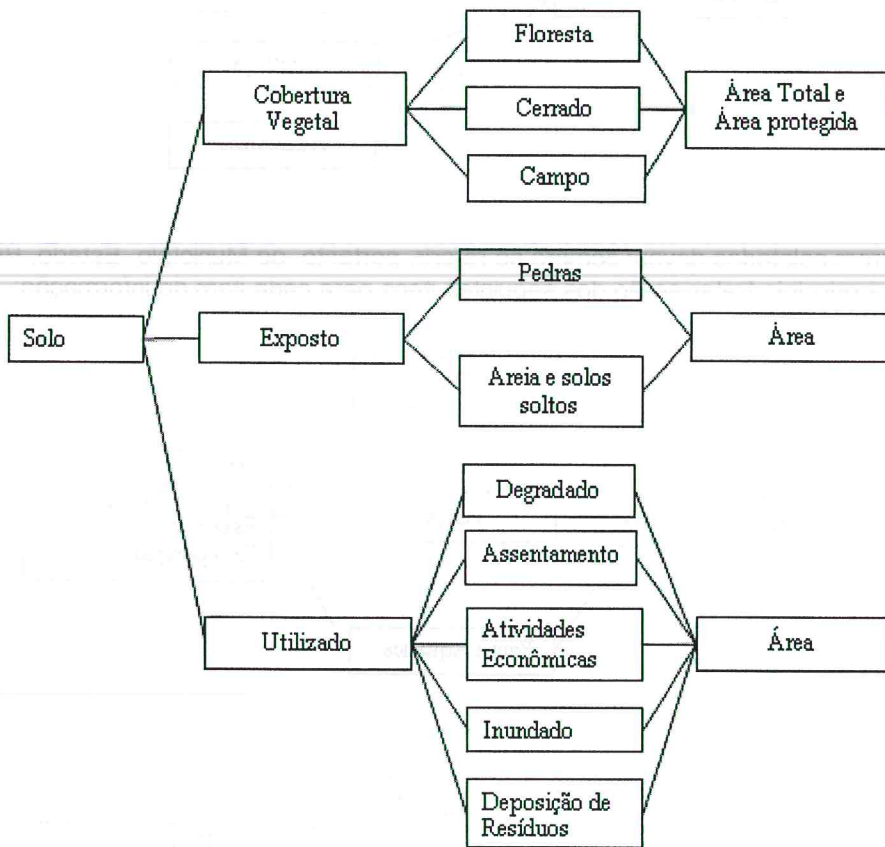 Floresta
Cobertura
Vegetal
Cerrado
Área Total e
Área protegida
Campo
Pedras
Solo
Exposto
Área
Areia e solos
soltos
Degradado
Assentamento
Utilizado
Atividades
Econômicas
Área
Inundado
Deposição de
Resíduos